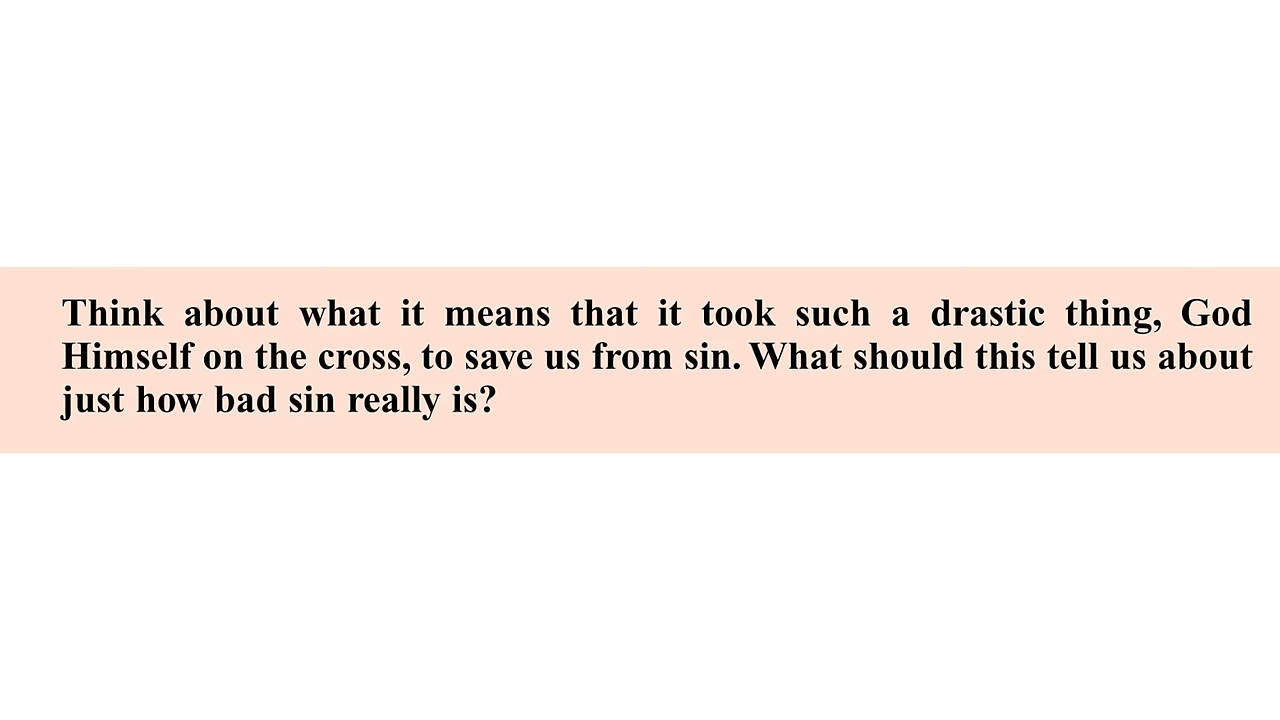 Think about what it means that it took such a drastic thing, God
Himself on the cross, to save us from sin. What should this tell us about
just how bad sin really is?